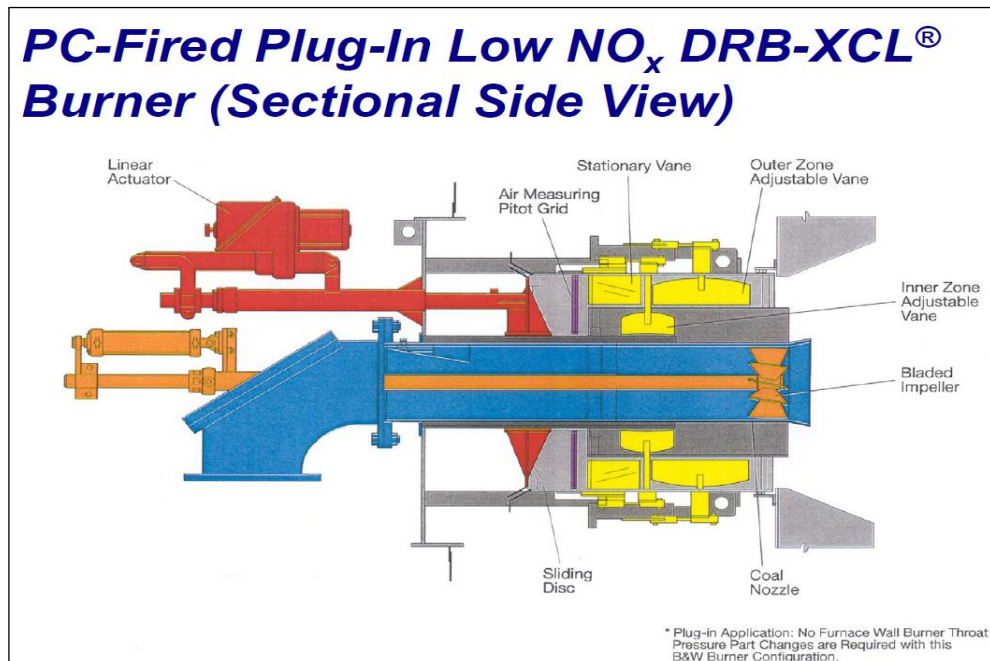 PC-Fired Plug-In Low NOx DRB-XCL®
Burner (Sectional Side View)
Linear
Actuator
Air Measuring
Pitot Grid
Stationary Vane
Outer Zone
Adjustable Vane
Inner Zone
Adjustable
Vane
Bladed
Impeller
Sliding
Disc
Coal
Nozzle
* Plug-in Application: No Furnace Wall Burner Throat
Pressure Part Changes are Required with this
B&W Burner Configuration.